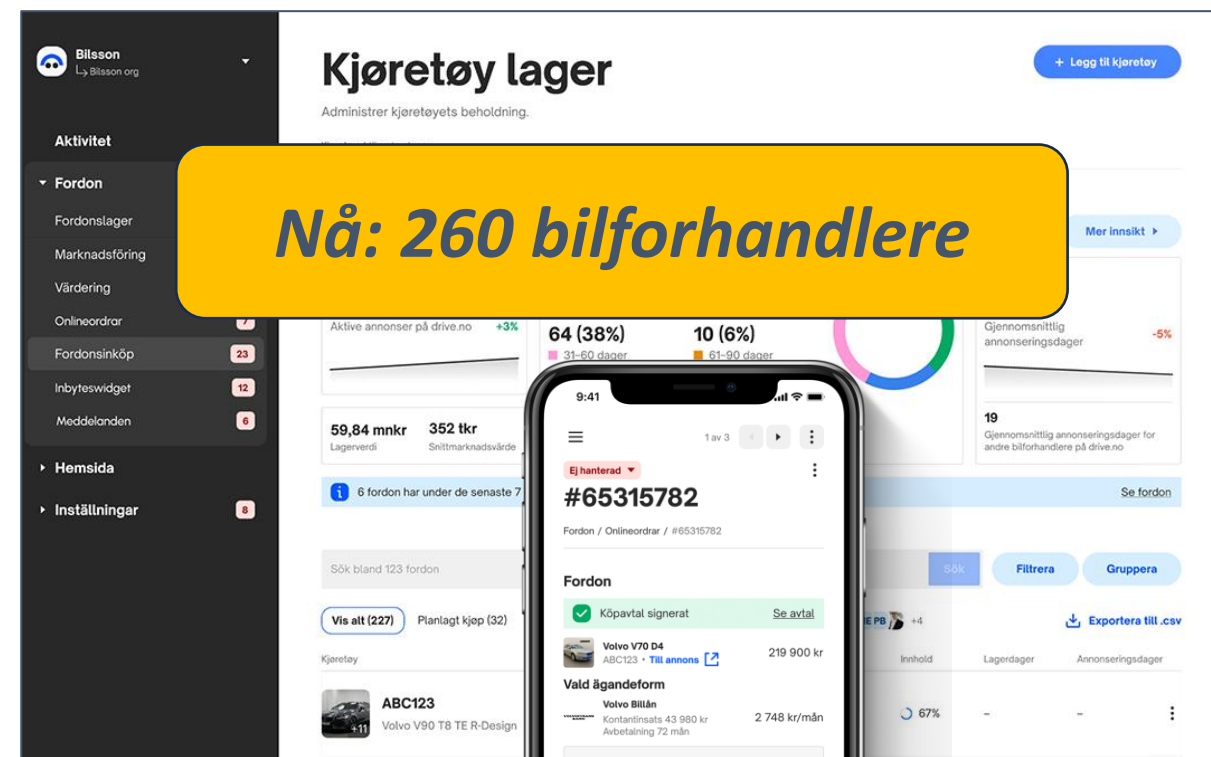 Bilsson
Bilsson org
Aktivitet
Fordon
Fordonslager
Marknadsföring
Värdering
Onlineordrar 7
Fordonsinköp 23
Inbyteswidget 12
Meddelanden 6
Hemsida
Inställningar 8
Kjøretøy lager
+ Legg til kjøretøy
Administrer kjøretøyets beholdning.
Nå: 260 bilforhandlere
Mer innsikt
Aktive annonser på drive.no +3%
64 (38%) 10 (6%)
31–60 dager 61–90 dager
Gjennomsnittlig
annonseringsdager -5%
59,84 mnkr 352 tkr
Lagerverdi Snittmarknadsvärde
19
Gjennomsnittlig annonseringsdager for
andre bilforhandlere på drive.no
6 fordon har under de senaste 7
Se fordon
Sök bland 123 fordon
Sök Filtrera Gruppera
Vis alt (227) Planlagt kjøp (32)
E PB +4 Exportera till .csv
Kjøretøy Innhold Lagerdager Annonseringsdager
+11
ABC123
Volvo V90 T8 TE R-Design
67% – –
9:41
1 av 3
Ej hanterad
#65315782
Fordon / Onlineordrar / #65315782
Fordon
Köpavtal signerat Se avtal
Volvo V70 D4
ABC123 • Till annons 219 900 kr
Vald ägandeform
Volvo Billån
Kontantinsats 43 980 kr 2 748 kr/mån
Avbetalning 72 mån